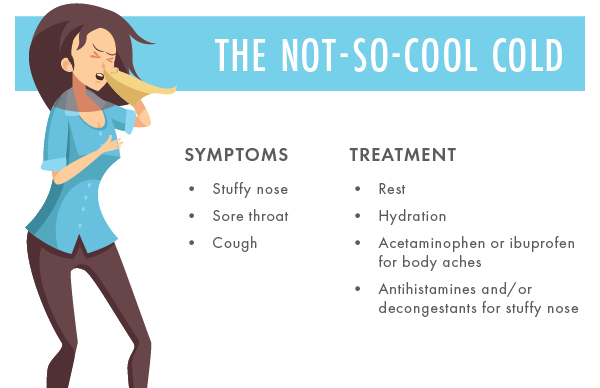 THE NOT-SO-COOL COLD
SYMPTOMS
• Stuffy nose
• Sore throat
• Cough
TREATMENT
• Rest
• Hydration
• Acetaminophen or ibuprofen
for body aches
• Antihistamines and/or
decongestants for stuffy nose